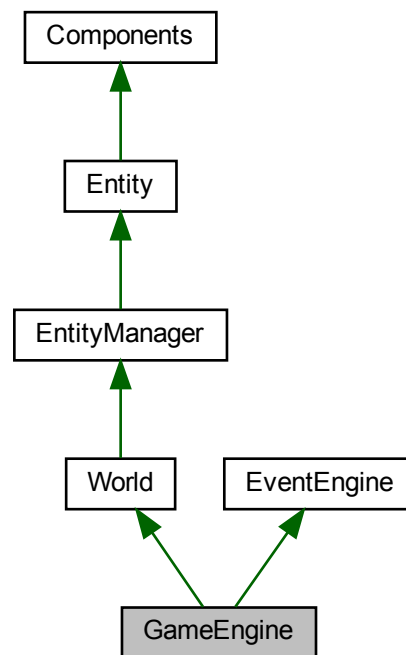 Components
Entity
EntityManager
World
EventEngine
GameEngine